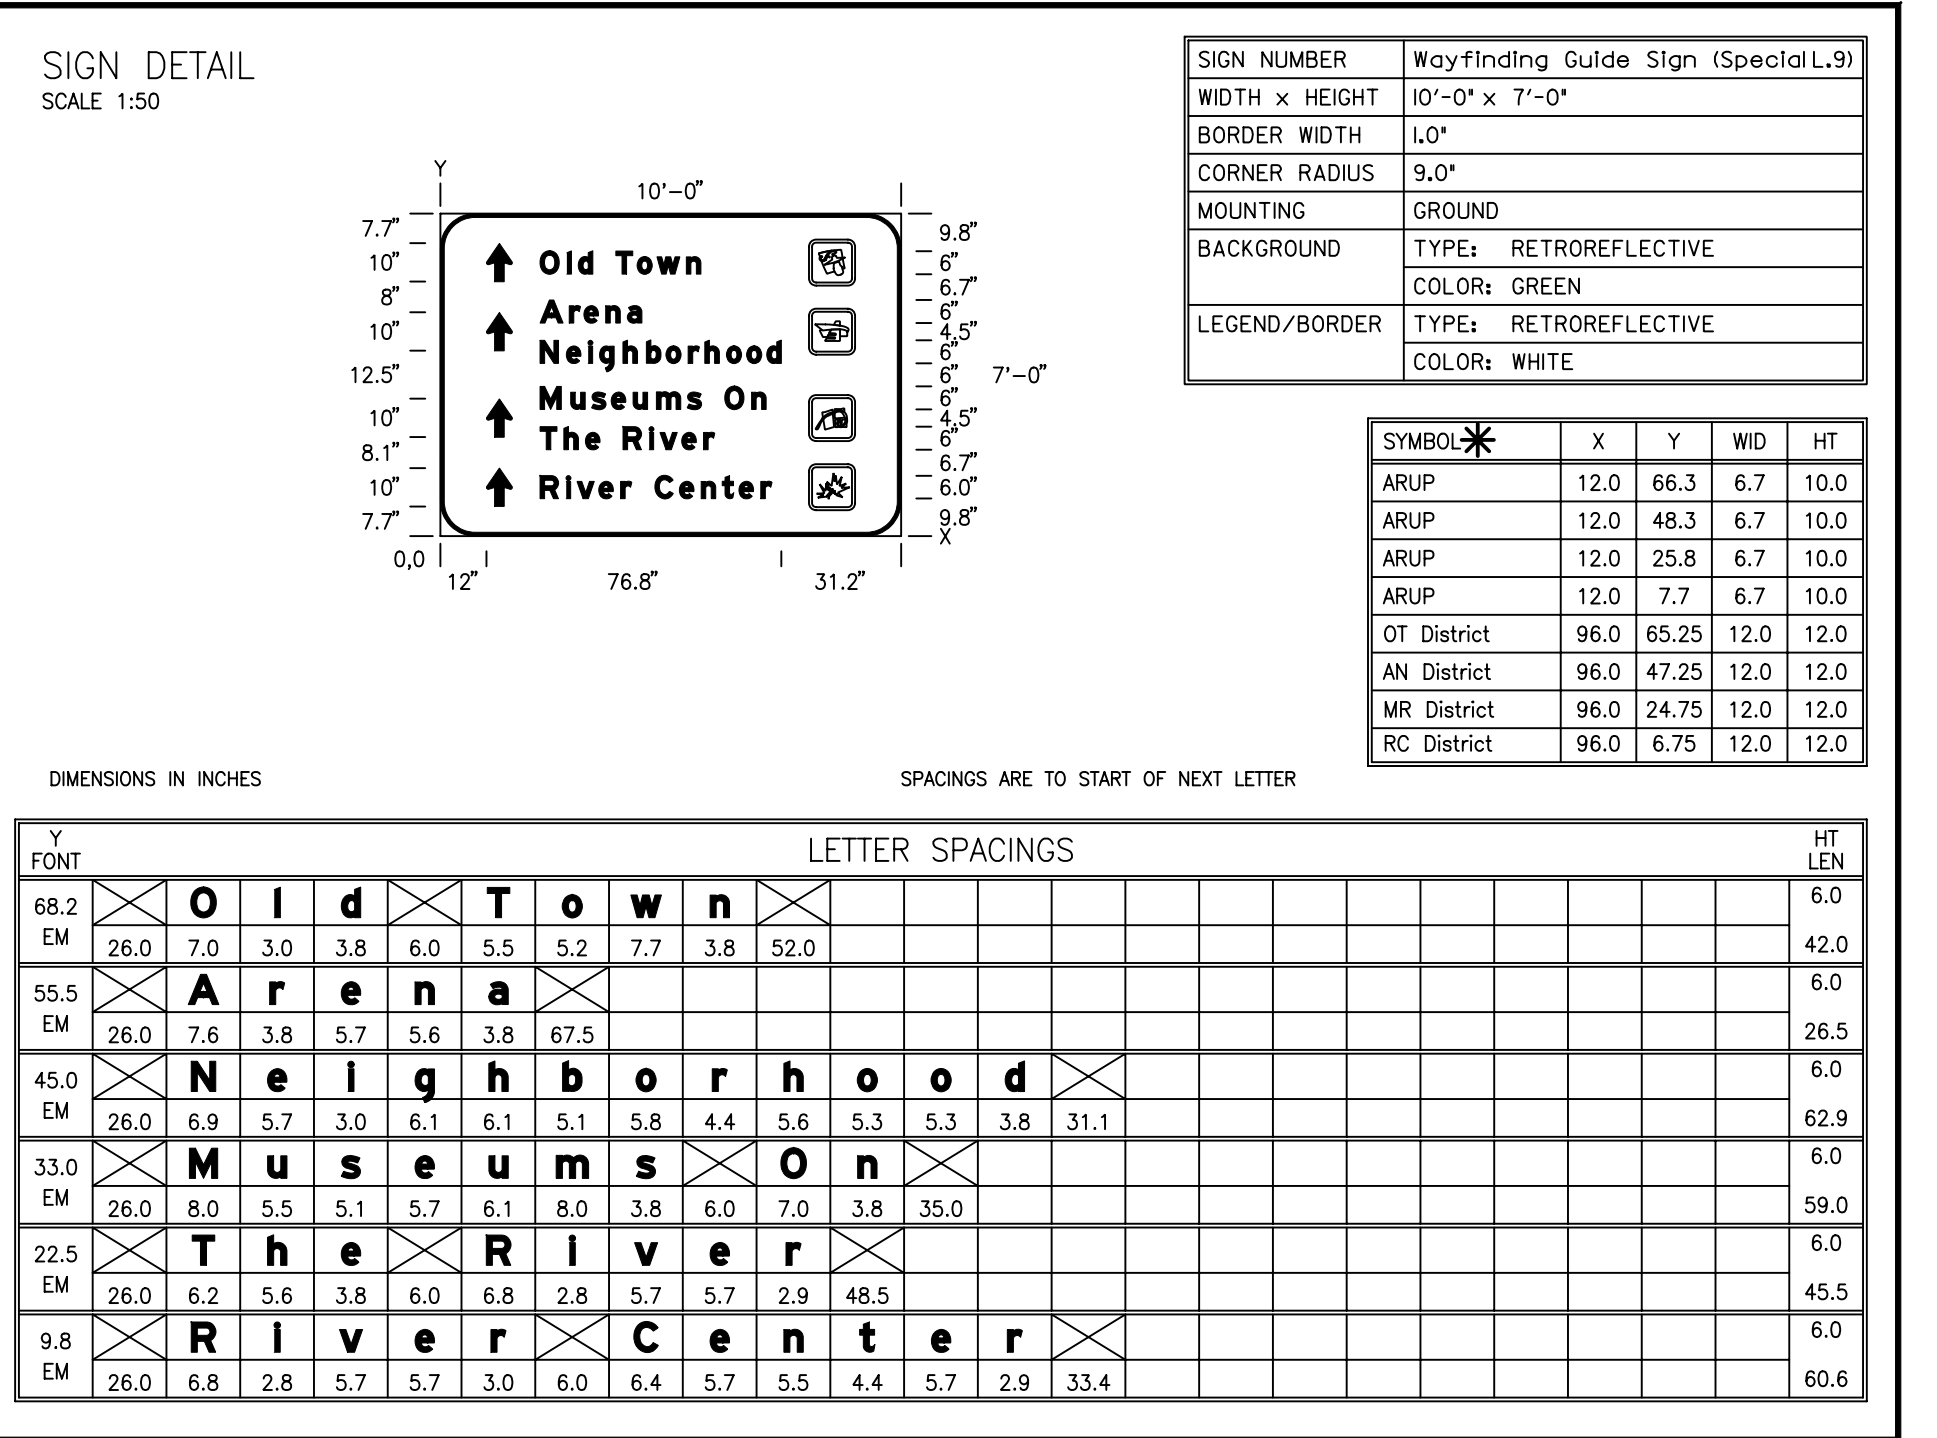 SIGN DETAIL
SCALE 1:50
SIGN NUMBER Wayfinding Guide Sign (Special L.9)
WIDTH x HEIGHT 10'-0" x 7'-0"
BORDER WIDTH 1.0"
CORNER RADIUS 9.0"
MOUNTING GROUND
BACKGROUND TYPE: RETROREFLECTIVE
COLOR: GREEN
LEGEND/BORDER TYPE: RETROREFLECTIVE
COLOR: WHITE
Y
10'-0"
7.7"
10"
8"
10"
12.5"
10"
8.1"
10"
7.7"
Old Town
Arena
Neighborhood
Museums On
The River
River Center
9.8"
6"
6.7"
6"
4.5"
6"
6"
6"
4.5"
6"
6.7"
6.0"
9.8"
X
7'-0"
0,0
12" 76.8" 31.2"
SYMBOL* X Y WID HT
ARUP 12.0 66.3 6.7 10.0
ARUP 12.0 48.3 6.7 10.0
ARUP 12.0 25.8 6.7 10.0
ARUP 12.0 7.7 6.7 10.0
OT District 96.0 65.25 12.0 12.0
AN District 96.0 47.25 12.0 12.0
MR District 96.0 24.75 12.0 12.0
RC District 96.0 6.75 12.0 12.0
DIMENSIONS IN INCHES
SPACINGS ARE TO START OF NEXT LETTER
Y FONT LETTER SPACINGS HT LEN
68.2 O l d T o w n 6.0
EM 26.0 7.0 3.0 3.8 6.0 5.5 5.2 7.7 3.8 52.0 42.0
55.5 A r e n a 6.0
EM 26.0 7.6 3.8 5.7 5.6 3.8 67.5 26.5
45.0 N e i g h b o r h o o d 6.0
EM 26.0 6.9 5.7 3.0 6.1 6.1 5.1 5.8 4.4 5.6 5.3 5.3 3.8 31.1 62.9
33.0 M u s e u m s O n 6.0
EM 26.0 8.0 5.5 5.1 5.7 6.1 8.0 3.8 6.0 7.0 3.8 35.0 59.0
22.5 T h e R i v e r 6.0
EM 26.0 6.2 5.6 3.8 6.0 6.8 2.8 5.7 5.7 2.9 48.5 45.5
9.8 R i v e r C e n t e r 6.0
EM 26.0 6.8 2.8 5.7 5.7 3.0 6.0 6.4 5.7 5.5 4.4 5.7 2.9 33.4 60.6